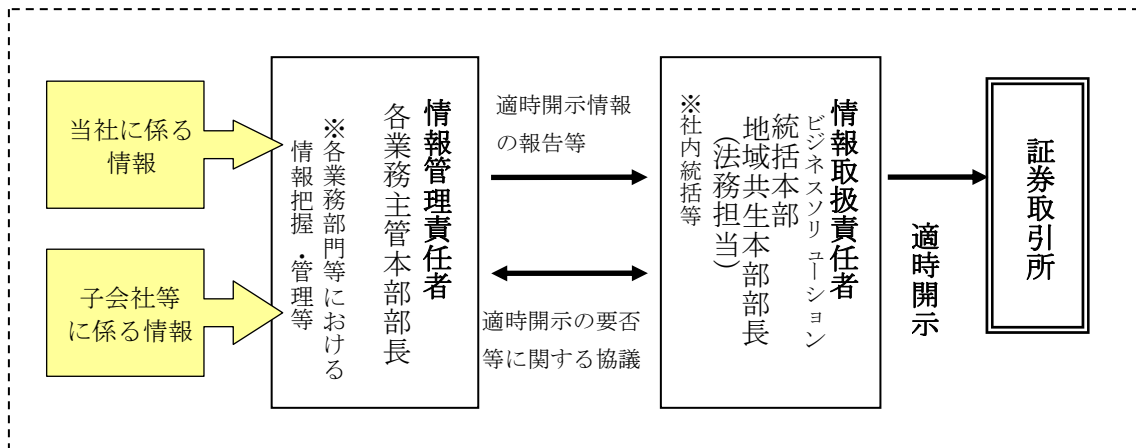 当社に係る
情報
子会社等
に係る情報
情報管理責任者
各業務主管本部部長
※各業務部門等における
情報把握・管理等
適時開示情報
の報告等
適時開示の要否
等に関する協議
情報取扱責任者
ビジネスソリューション
統括本部
地域共生本部部長
(法務担当)
※社内統括等
適時開示
証券取引所